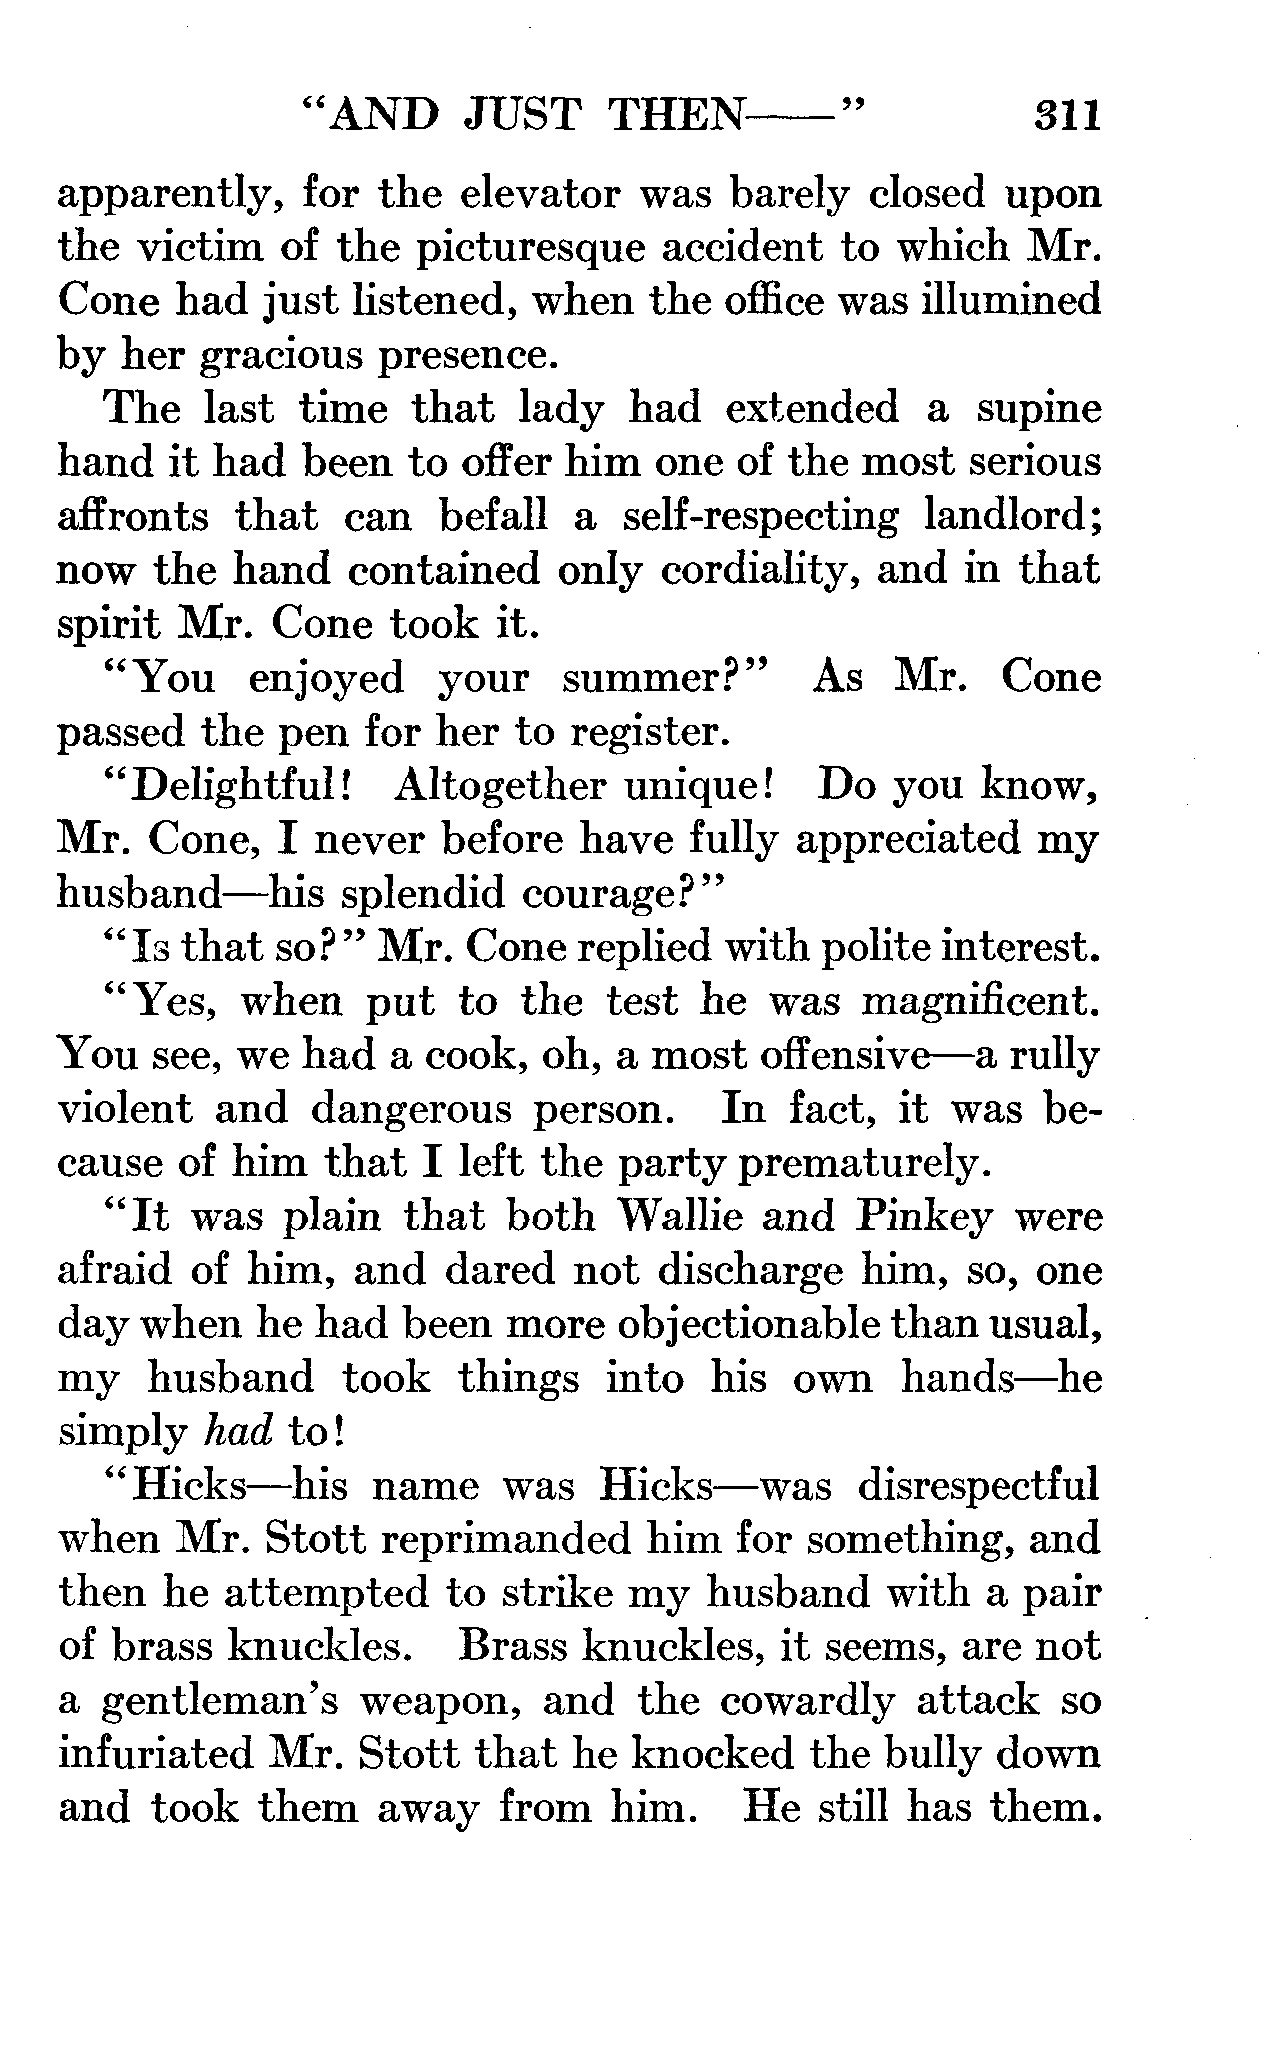 "AND JUST THEN——" 311
apparently, for the elevator was barely closed upon
the victim of the picturesque accident to which Mr.
Cone had just listened, when the office was illumined
by her gracious presence.
The last time that lady had extended a supine
hand it had been to offer him one of the most serious
affronts that can befall a self-respecting landlord;
now the hand contained only cordiality, and in that
spirit Mr. Cone took it.
"You enjoyed your summer?" As Mr. Cone
passed the pen for her to register.
"Delightful! Altogether unique! Do you know,
Mr. Cone, I never before have fully appreciated my
husband—his splendid courage?"
"Is that so?" Mr. Cone replied with polite interest.
"Yes, when put to the test he was magnificent.
You see, we had a cook, oh, a most offensive—a rully
violent and dangerous person. In fact, it was be-
cause of him that I left the party prematurely.
"It was plain that both Wallie and Pinkey were
afraid of him, and dared not discharge him, so, one
day when he had been more objectionable than usual,
my husband took things into his own hands—he
simply had to!
"Hicks—his name was Hicks—was disrespectful
when Mr. Stott reprimanded him for something, and
then he attempted to strike my husband with a pair
of brass knuckles. Brass knuckles, it seems, are not
a gentleman's weapon, and the cowardly attack so
infuriated Mr. Stott that he knocked the bully down
and took them away from him. He still has them.